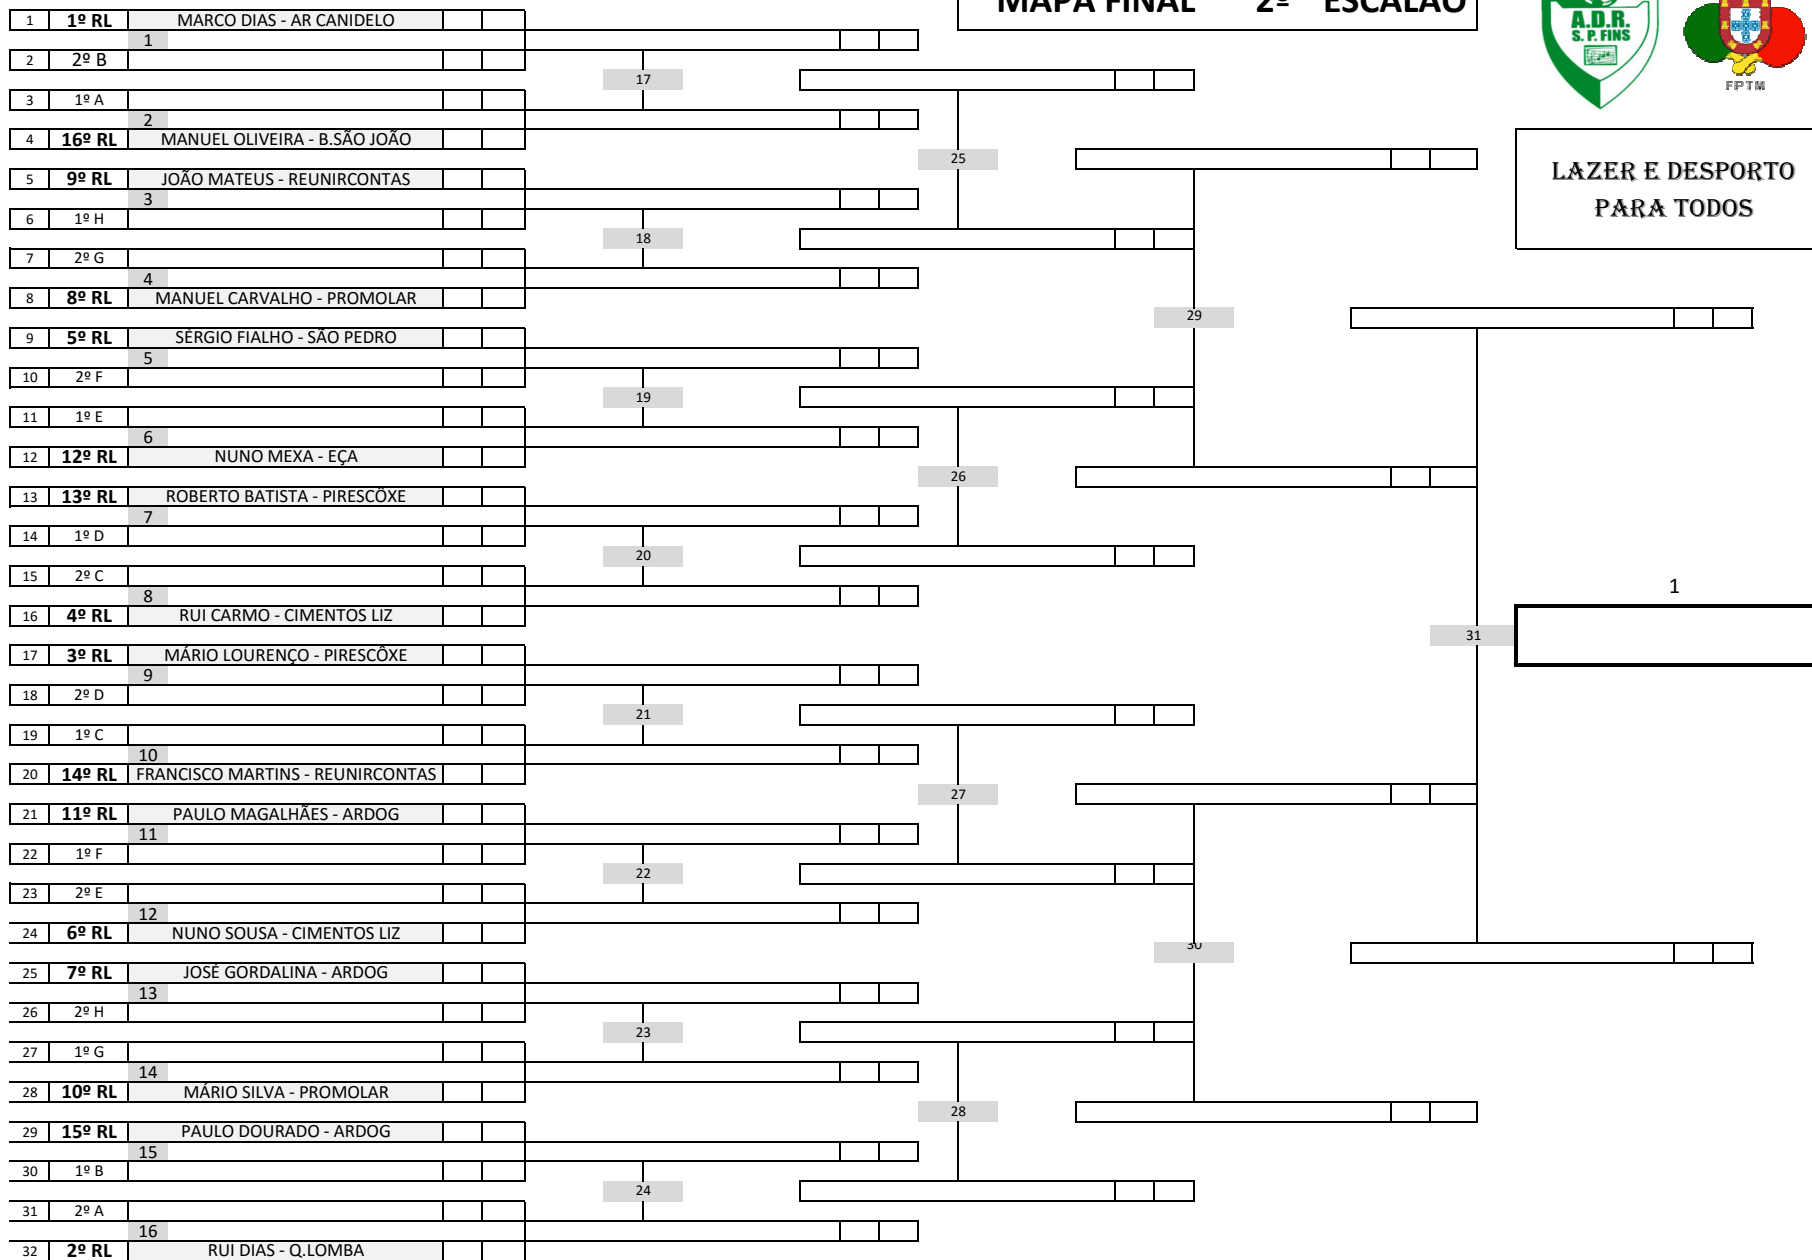 MAPA FINAL 2º ESCALÃO
A.D.R.
S. P. FINS
FPTM
LAZER E DESPORTO
PARA TODOS
1 1º RL MARCO DIAS - AR CANIDELO
1
2 2º B
17
3 1º A
2
4 16º RL MANUEL OLIVEIRA - B.SÃO JOÃO
25
5 9º RL JOÃO MATEUS - REUNIRCONTAS
3
6 1º H
18
7 2º G
4
8 8º RL MANUEL CARVALHO - PROMOLAR
29
9 5º RL SÉRGIO FIALHO - SÃO PEDRO
5
10 2º F
19
11 1º E
6
12 12º RL NUNO MEXA - EÇA
26
13 13º RL ROBERTO BATISTA - PIRESCÔXE
7
14 1º D
20
15 2º C
8
1
16 4º RL RUI CARMO - CIMENTOS LIZ
31
17 3º RL MÁRIO LOURENÇO - PIRESCÔXE
9
18 2º D
21
19 1º C
10
20 14º RL FRANCISCO MARTINS - REUNIRCONTAS
27
21 11º RL PAULO MAGALHÃES - ARDOG
11
22 1º F
22
23 2º E
12
24 6º RL NUNO SOUSA - CIMENTOS LIZ
30
25 7º RL JOSÉ GORDALINA - ARDOG
13
26 2º H
23
27 1º G
14
28 10º RL MÁRIO SILVA - PROMOLAR
28
29 15º RL PAULO DOURADO - ARDOG
15
30 1º B
24
31 2º A
16
32 2º RL RUI DIAS - Q.LOMBA